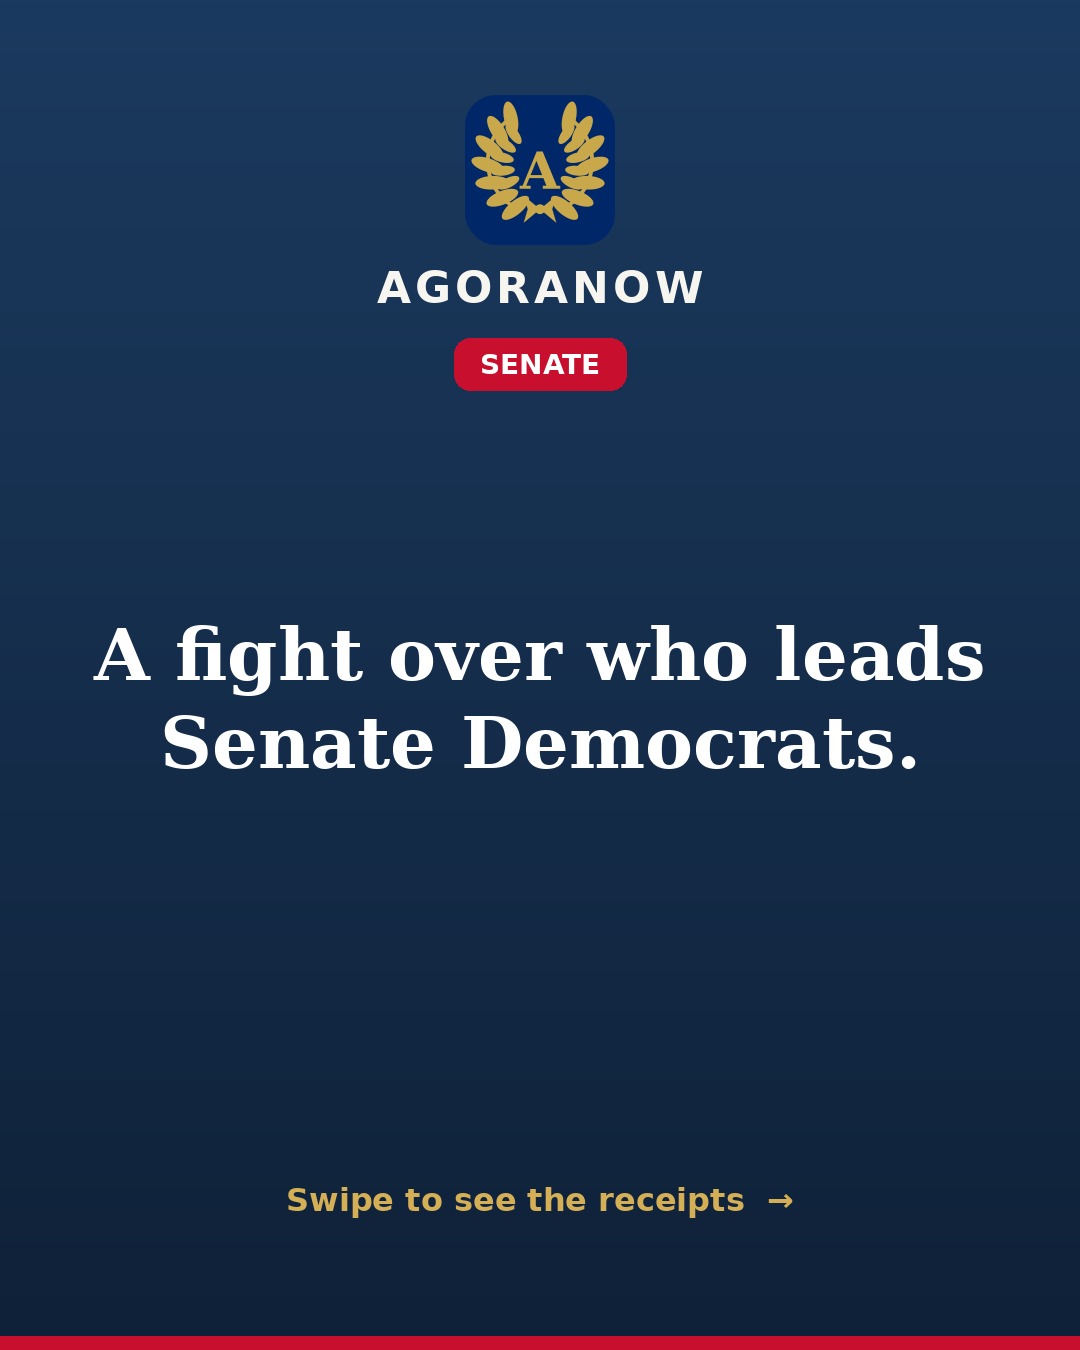 A
AGORANOW
SENATE
A fight over who leads
Senate Democrats.
Swipe to see the receipts →